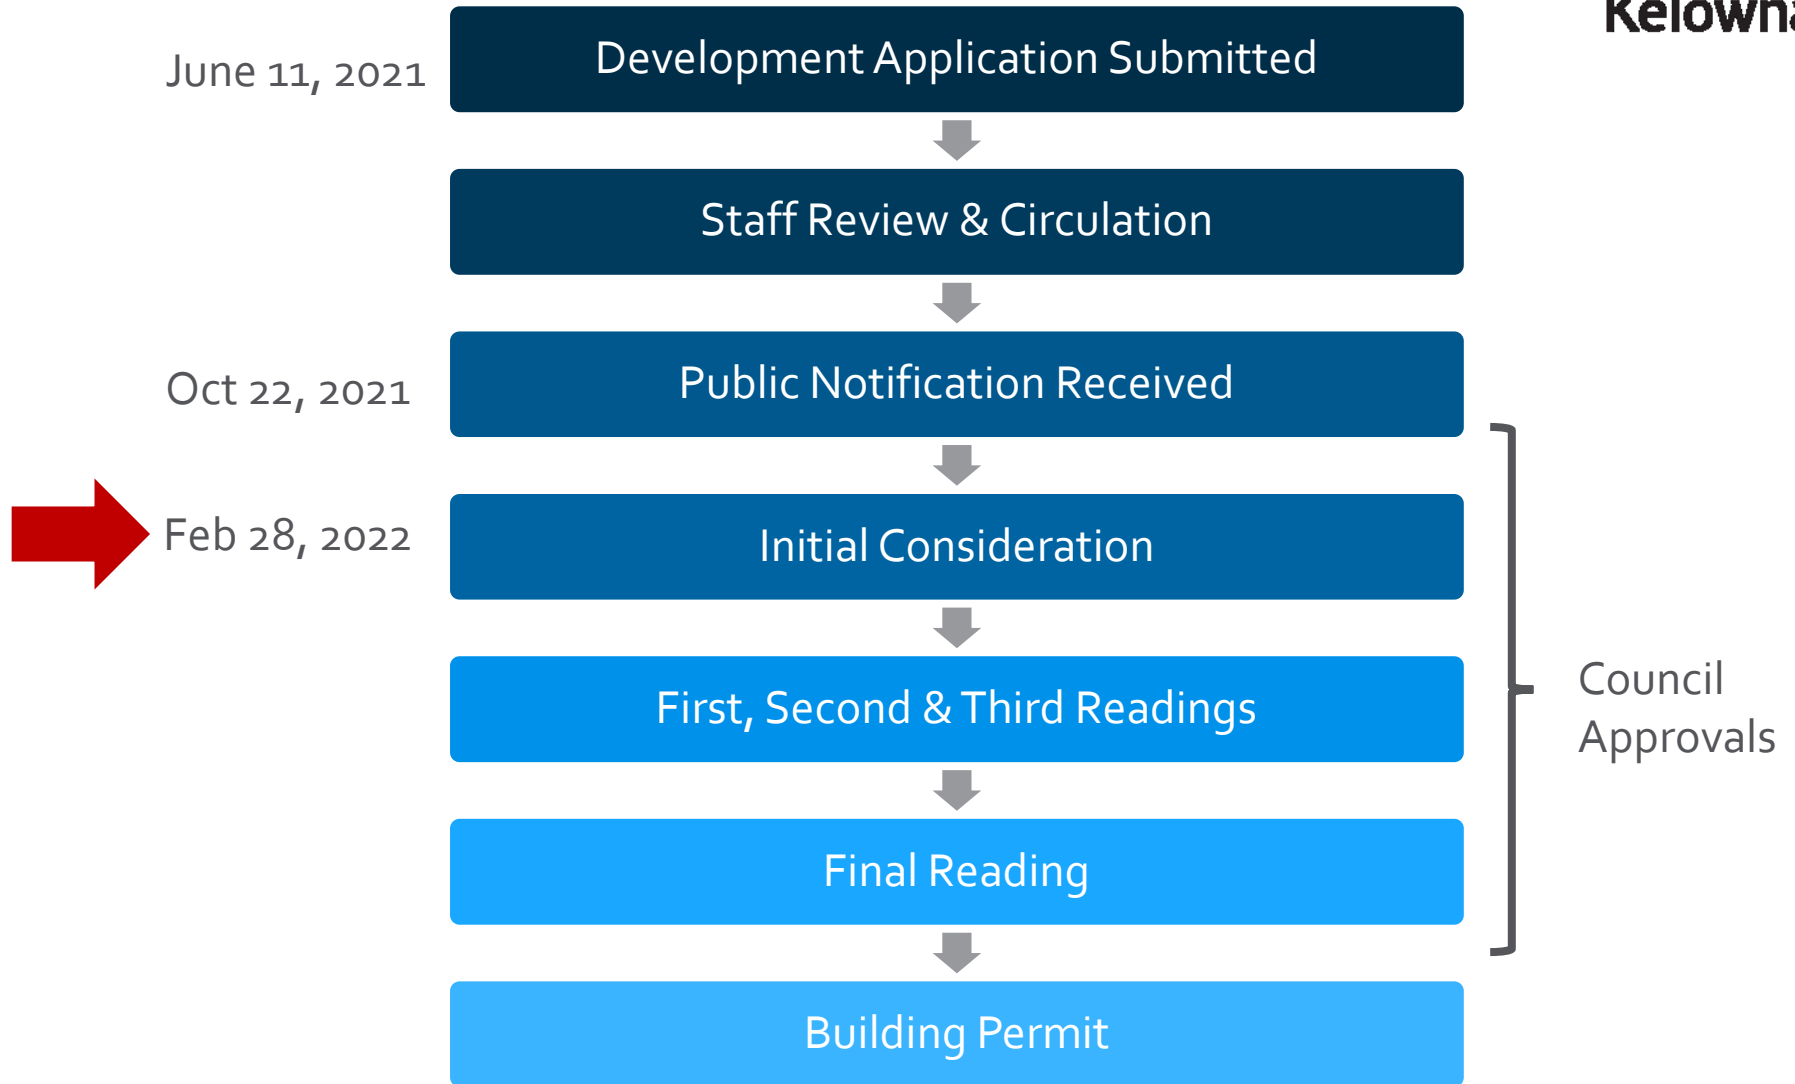 Kelowna
June 11, 2021
Development Application Submitted
Staff Review & Circulation
Oct 22, 2021
Public Notification Received
Feb 28, 2022
Initial Consideration
First, Second & Third Readings
Council
Approvals
Final Reading
Building Permit